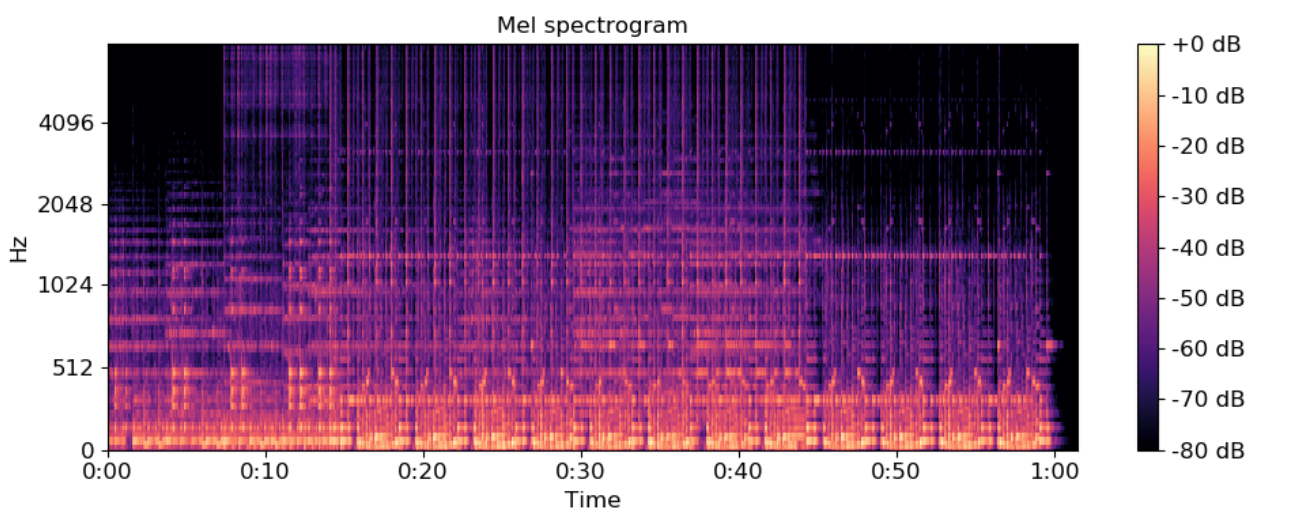 Mel spectrogram
+0 dB
4096
-10 dB
-20 dB
2048
-30 dB
Hz
-40 dB
1024
-50 dB
512
-60 dB
-70 dB
0
-80 dB
0:00 0:10 0:20 0:30 0:40 0:50 1:00
Time